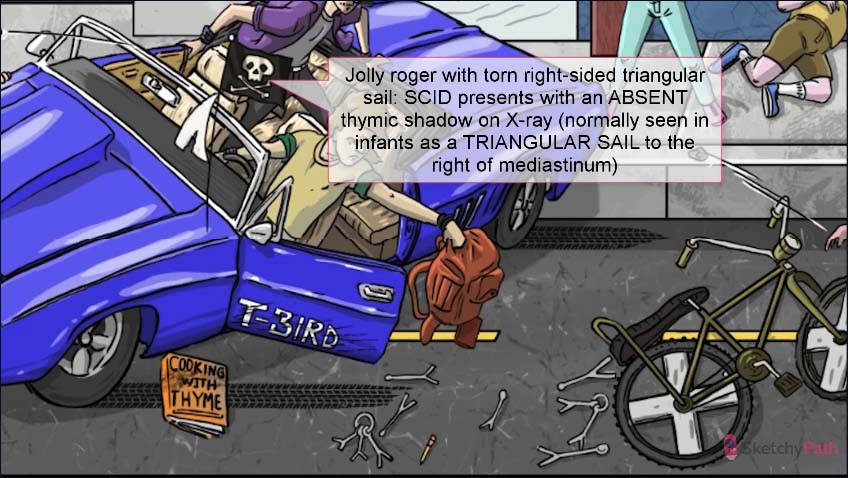 Jolly roger with torn right-sided triangular
sail: SCID presents with an ABSENT
thymic shadow on X-ray (normally seen in
infants as a TRIANGULAR SAIL to the
right of mediastinum)
T-BIRD
COOKING
WITH
THYME
SketchyPath